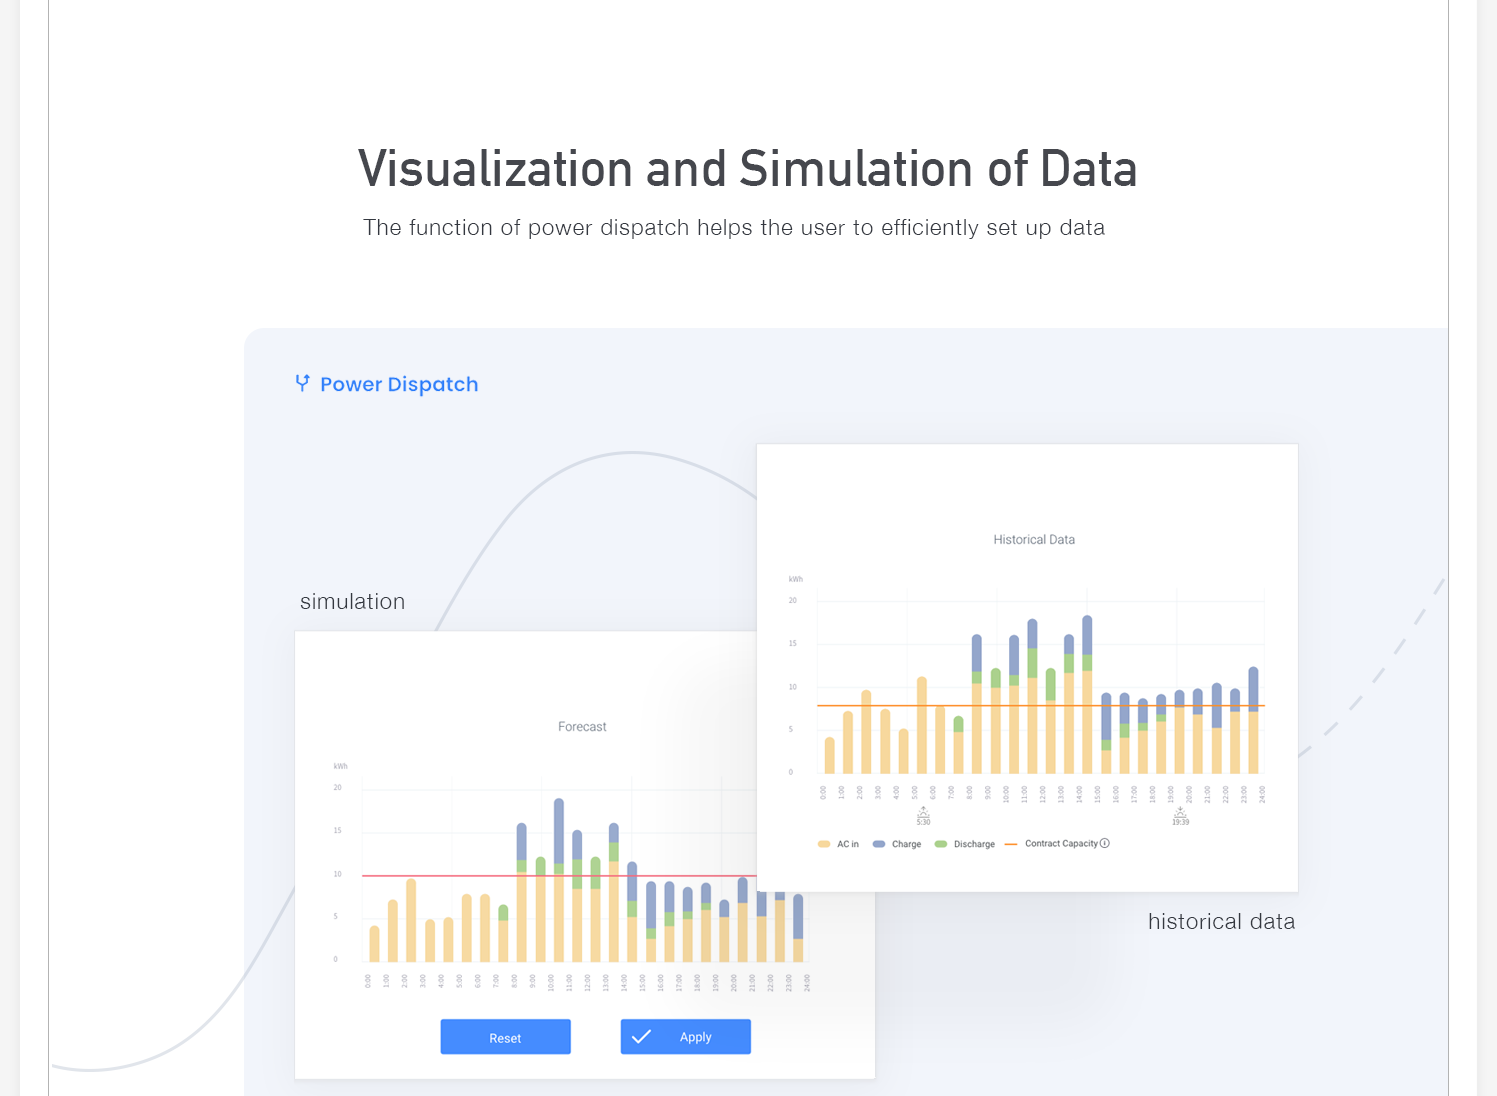 Visualization and Simulation of Data
The function of power dispatch helps the user to efficiently set up data
Power Dispatch
simulation
Forecast
kWh
20
15
10
5
0
0:00 1:00 2:00 3:00 4:00 5:00 6:00 7:00 8:00 9:00 10:00 11:00 12:00 13:00 14:00 15:00 16:00 17:00 18:00 19:00 20:00 21:00 22:00 23:00 24:00
Reset
Apply
Historical Data
kWh
20
15
10
5
0
0:00 1:00 2:00 3:00 4:00 5:00 6:00 7:00 8:00 9:00 10:00 11:00 12:00 13:00 14:00 15:00 16:00 17:00 18:00 19:00 20:00 21:00 22:00 23:00 24:00
5:30 19:39
AC in Charge Discharge Contract Capacity
historical data